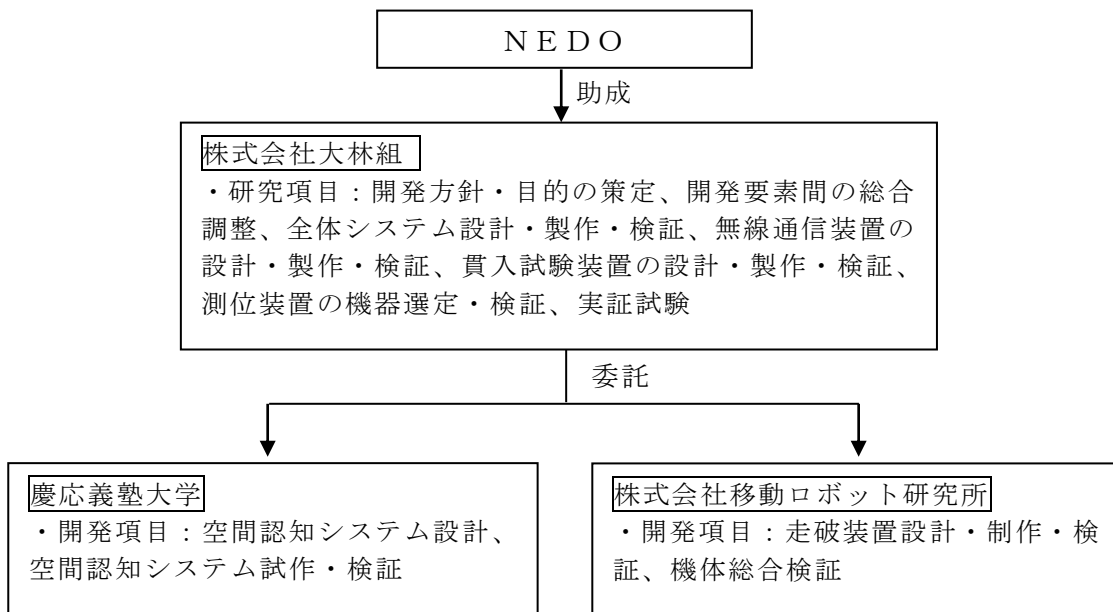 ＮＥＤＯ
助成
株式会社大林組
・研究項目：開発方針・目的の策定、開発要素間の総合
調整、全体システム設計・製作・検証、無線通信装置の
設計・製作・検証、貫入試験装置の設計・製作・検証、
測位装置の機器選定・検証、実証試験
委託
慶応義塾大学
・開発項目：空間認知システム設計、
空間認知システム試作・検証
株式会社移動ロボット研究所
・開発項目：走破装置設計・制作・検
証、機体総合検証